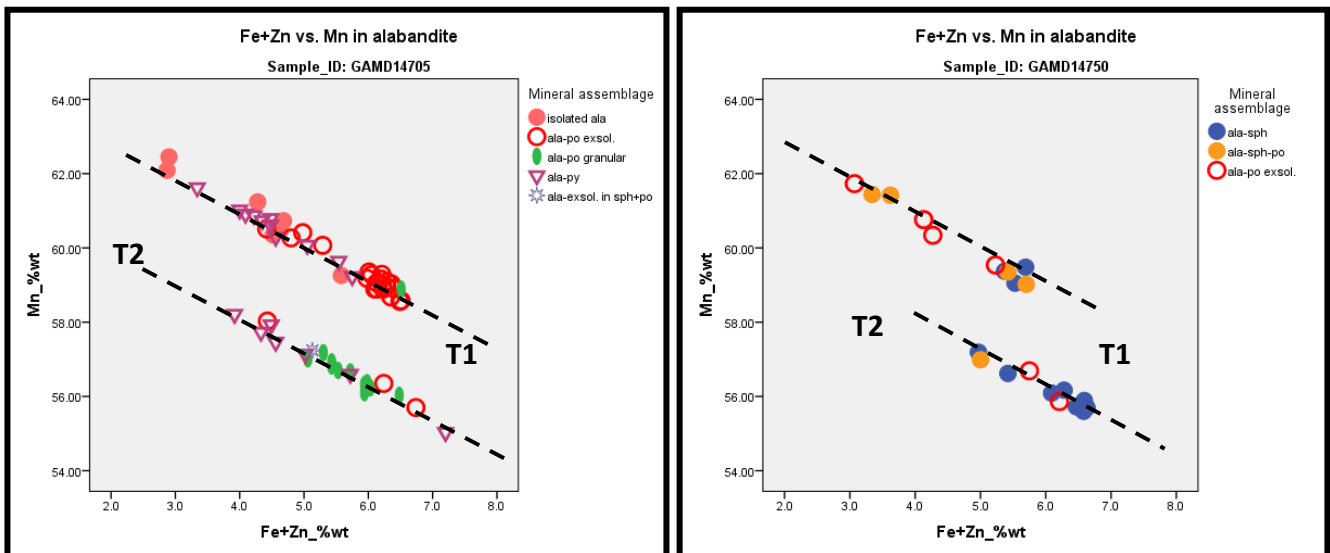 Fe+Zn vs. Mn in alabandite
Sample_ID: GAMD14705
Mineral assemblage
isolated ala
ala-po exsol.
ala-po granular
ala-py
ala-exsol. in sph+po
64.00
62.00
60.00
58.00
56.00
54.00
Mn_%wt
T2
T1
2.0 3.0 4.0 5.0 6.0 7.0 8.0
Fe+Zn_%wt
Fe+Zn vs. Mn in alabandite
Sample_ID: GAMD14750
Mineral
assemblage
ala-sph
ala-sph-po
ala-po exsol.
64.00
62.00
60.00
58.00
56.00
54.00
Mn_%wt
T2
T1
2.0 3.0 4.0 5.0 6.0 7.0 8.0
Fe+Zn_%wt